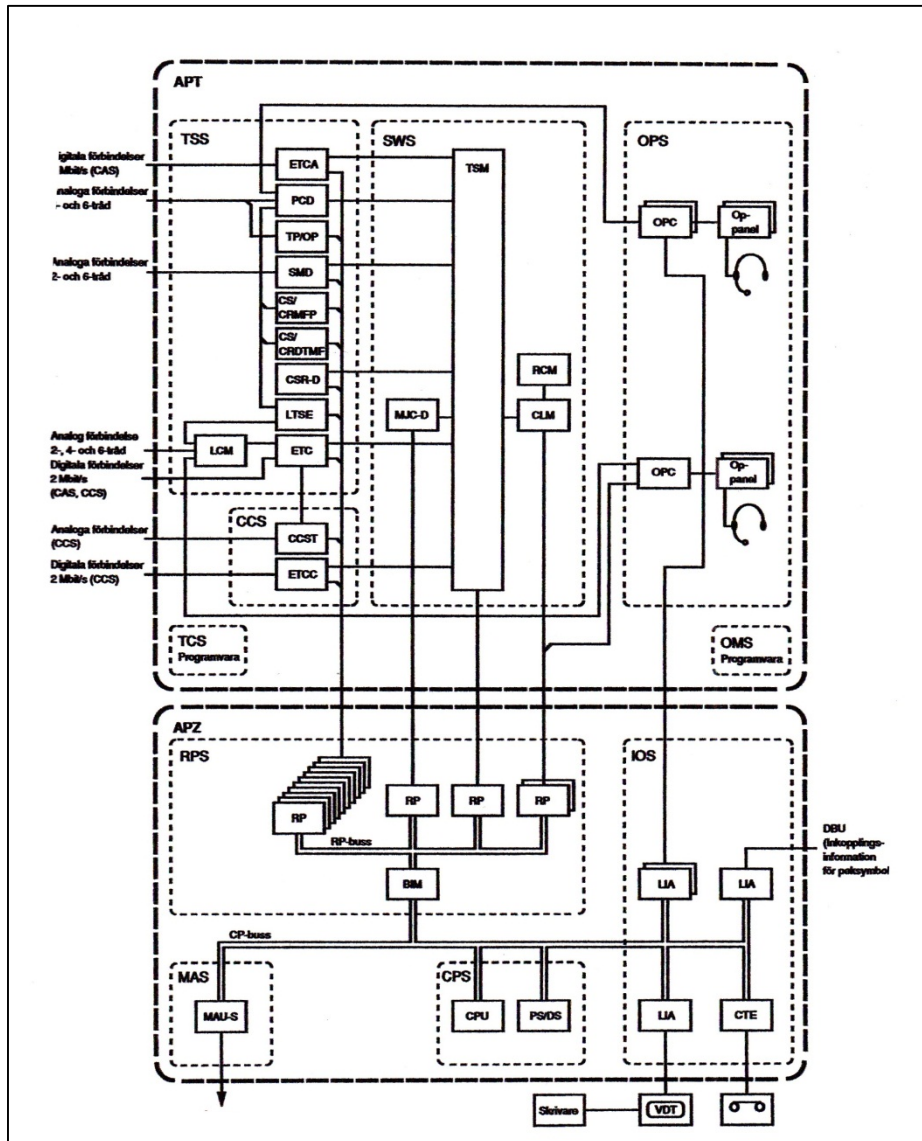 APT
TSS
SWS
OPS
igitala förbindelser
Mbit/s (CAS)
naloga förbindelser
- och 6-tråd
Analoga förbindelser
2- och 6-tråd
Analog förbindelse
2-, 4- och 6-tråd
Digitala förbindelser
2 Mbit/s
(CAS, CCS)
Analoga förbindelser
(CCS)
Digitala förbindelser
2 Mbit/s (CCS)
ETCA
PCD
TP/OP
SMD
CS/
CRMFP
CS/
CRDTMF
CSR-D
LTSE
LCM
ETC
CCS
CCST
ETCC
TSM
MJC-D
RCM
CLM
OPC
Op-
panel
OPC
Op-
panel
TCS
Programvara
OMS
Programvara
APZ
RPS
IOS
RP
RP
RP
RP
RP-buss
BIM
LIA
LIA
DBU
(Inkopplings-
information
för peksymbol
CP-buss
MAS
CPS
MAU-S
CPU
PS/DS
LIA
CTE
Skrivare
VDT